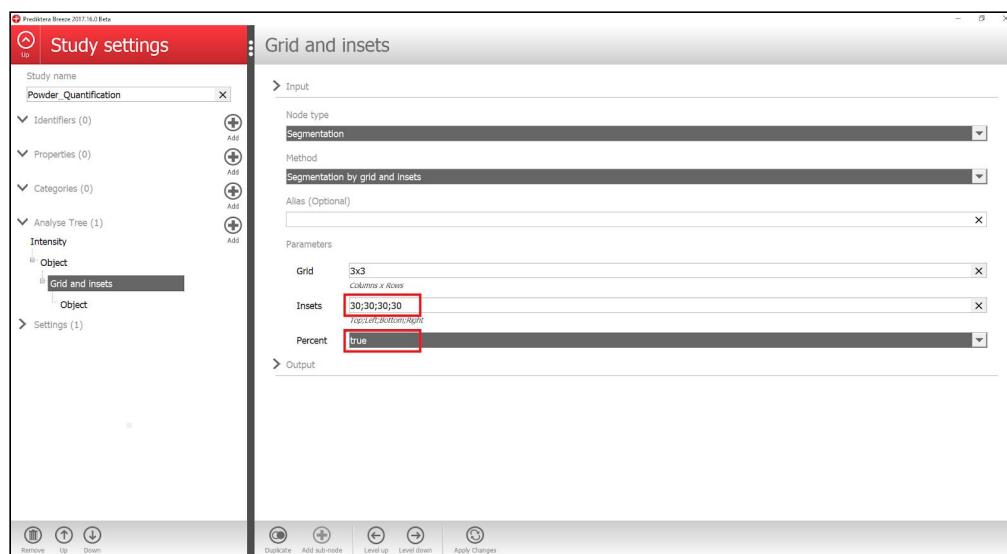 Prediktera Breeze 2017.16.0 Beta
Up
Study settings
Grid and insets
Study name
Powder_Quantification
Identifiers (0)
Add
Properties (0)
Add
Categories (0)
Add
Analyse Tree (1)
Add
Intensity
Object
Grid and insets
Object
Settings (1)
Input
Node type
Segmentation
Method
Segmentation by grid and insets
Alias (Optional)
Parameters
Grid
3x3
Columns x Rows
Insets
30;30;30;30
Top;Left;Bottom;Right
Percent
true
Output
Remove
Up
Down
Duplicate
Add sub-node
Level up
Level down
Apply Changes